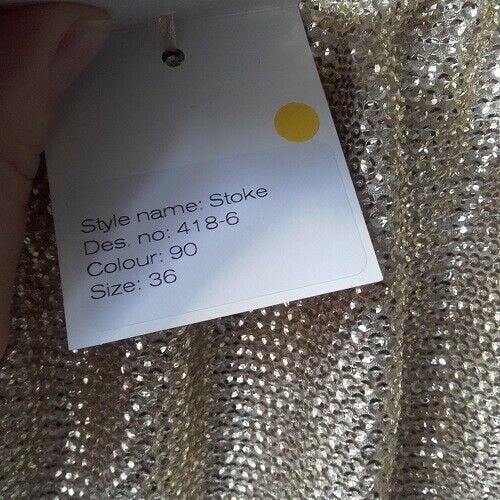 Style name: Stoke
Des. no: 418-6
Colour: 90
Size: 36